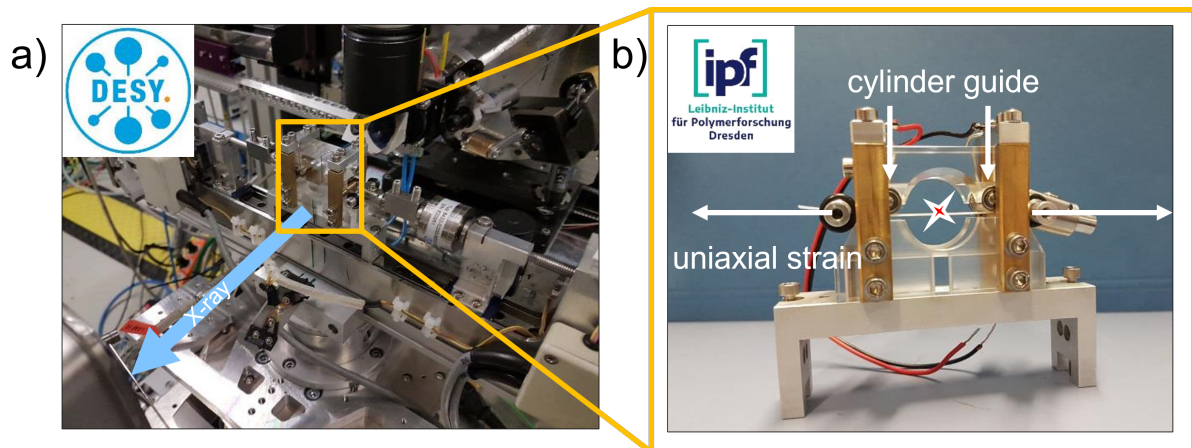 a)
DESY.
X-ray
b)
ipf
Leibniz-Institut
für Polymerforschung
Dresden
cylinder guide
uniaxial strain